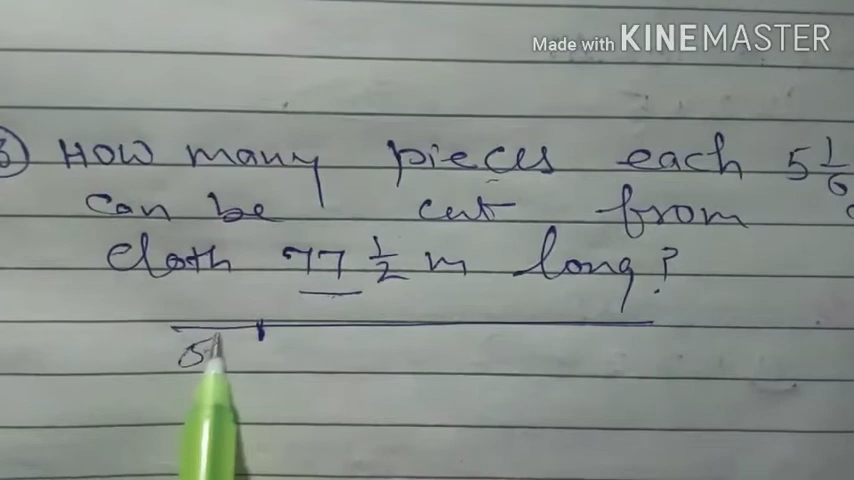 Made with KINEMASTER
3) How many pieces each 5 1/6
can be cut from
cloth 77 1/2 m long?
5